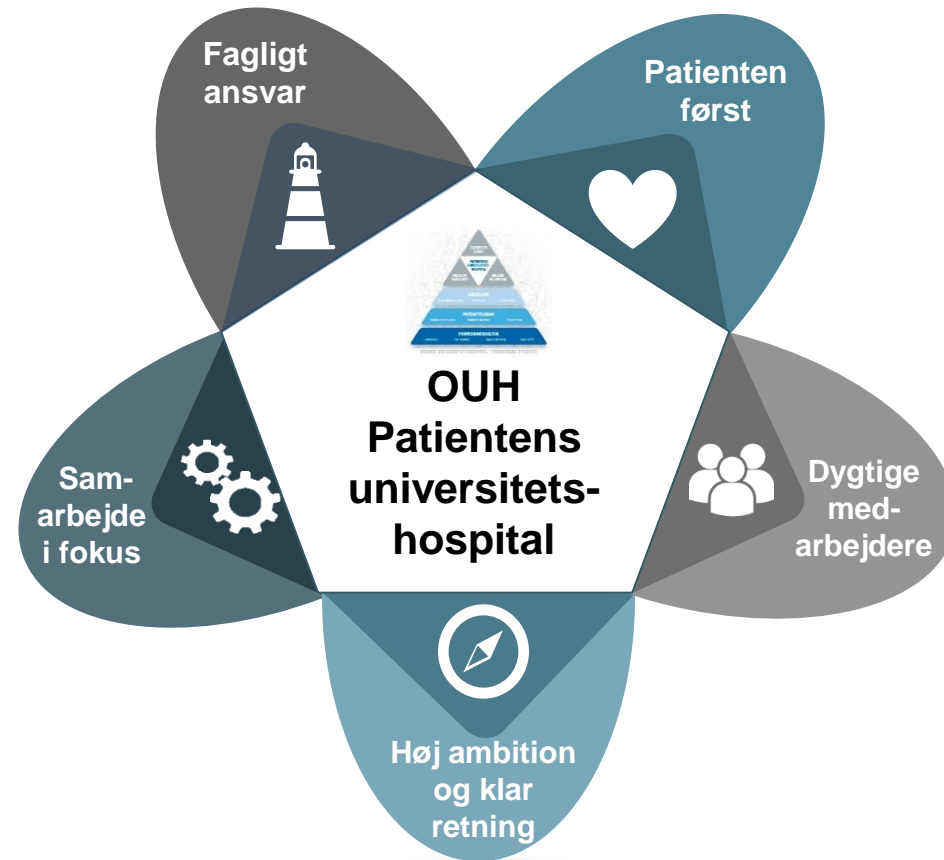 Fagligt
ansvar
Patienten
først
OUH
Patientens
universitets-
hospital
Sam-
arbejde
i fokus
Dygtige
med-
arbejdere
Høj ambition
og klar
retning